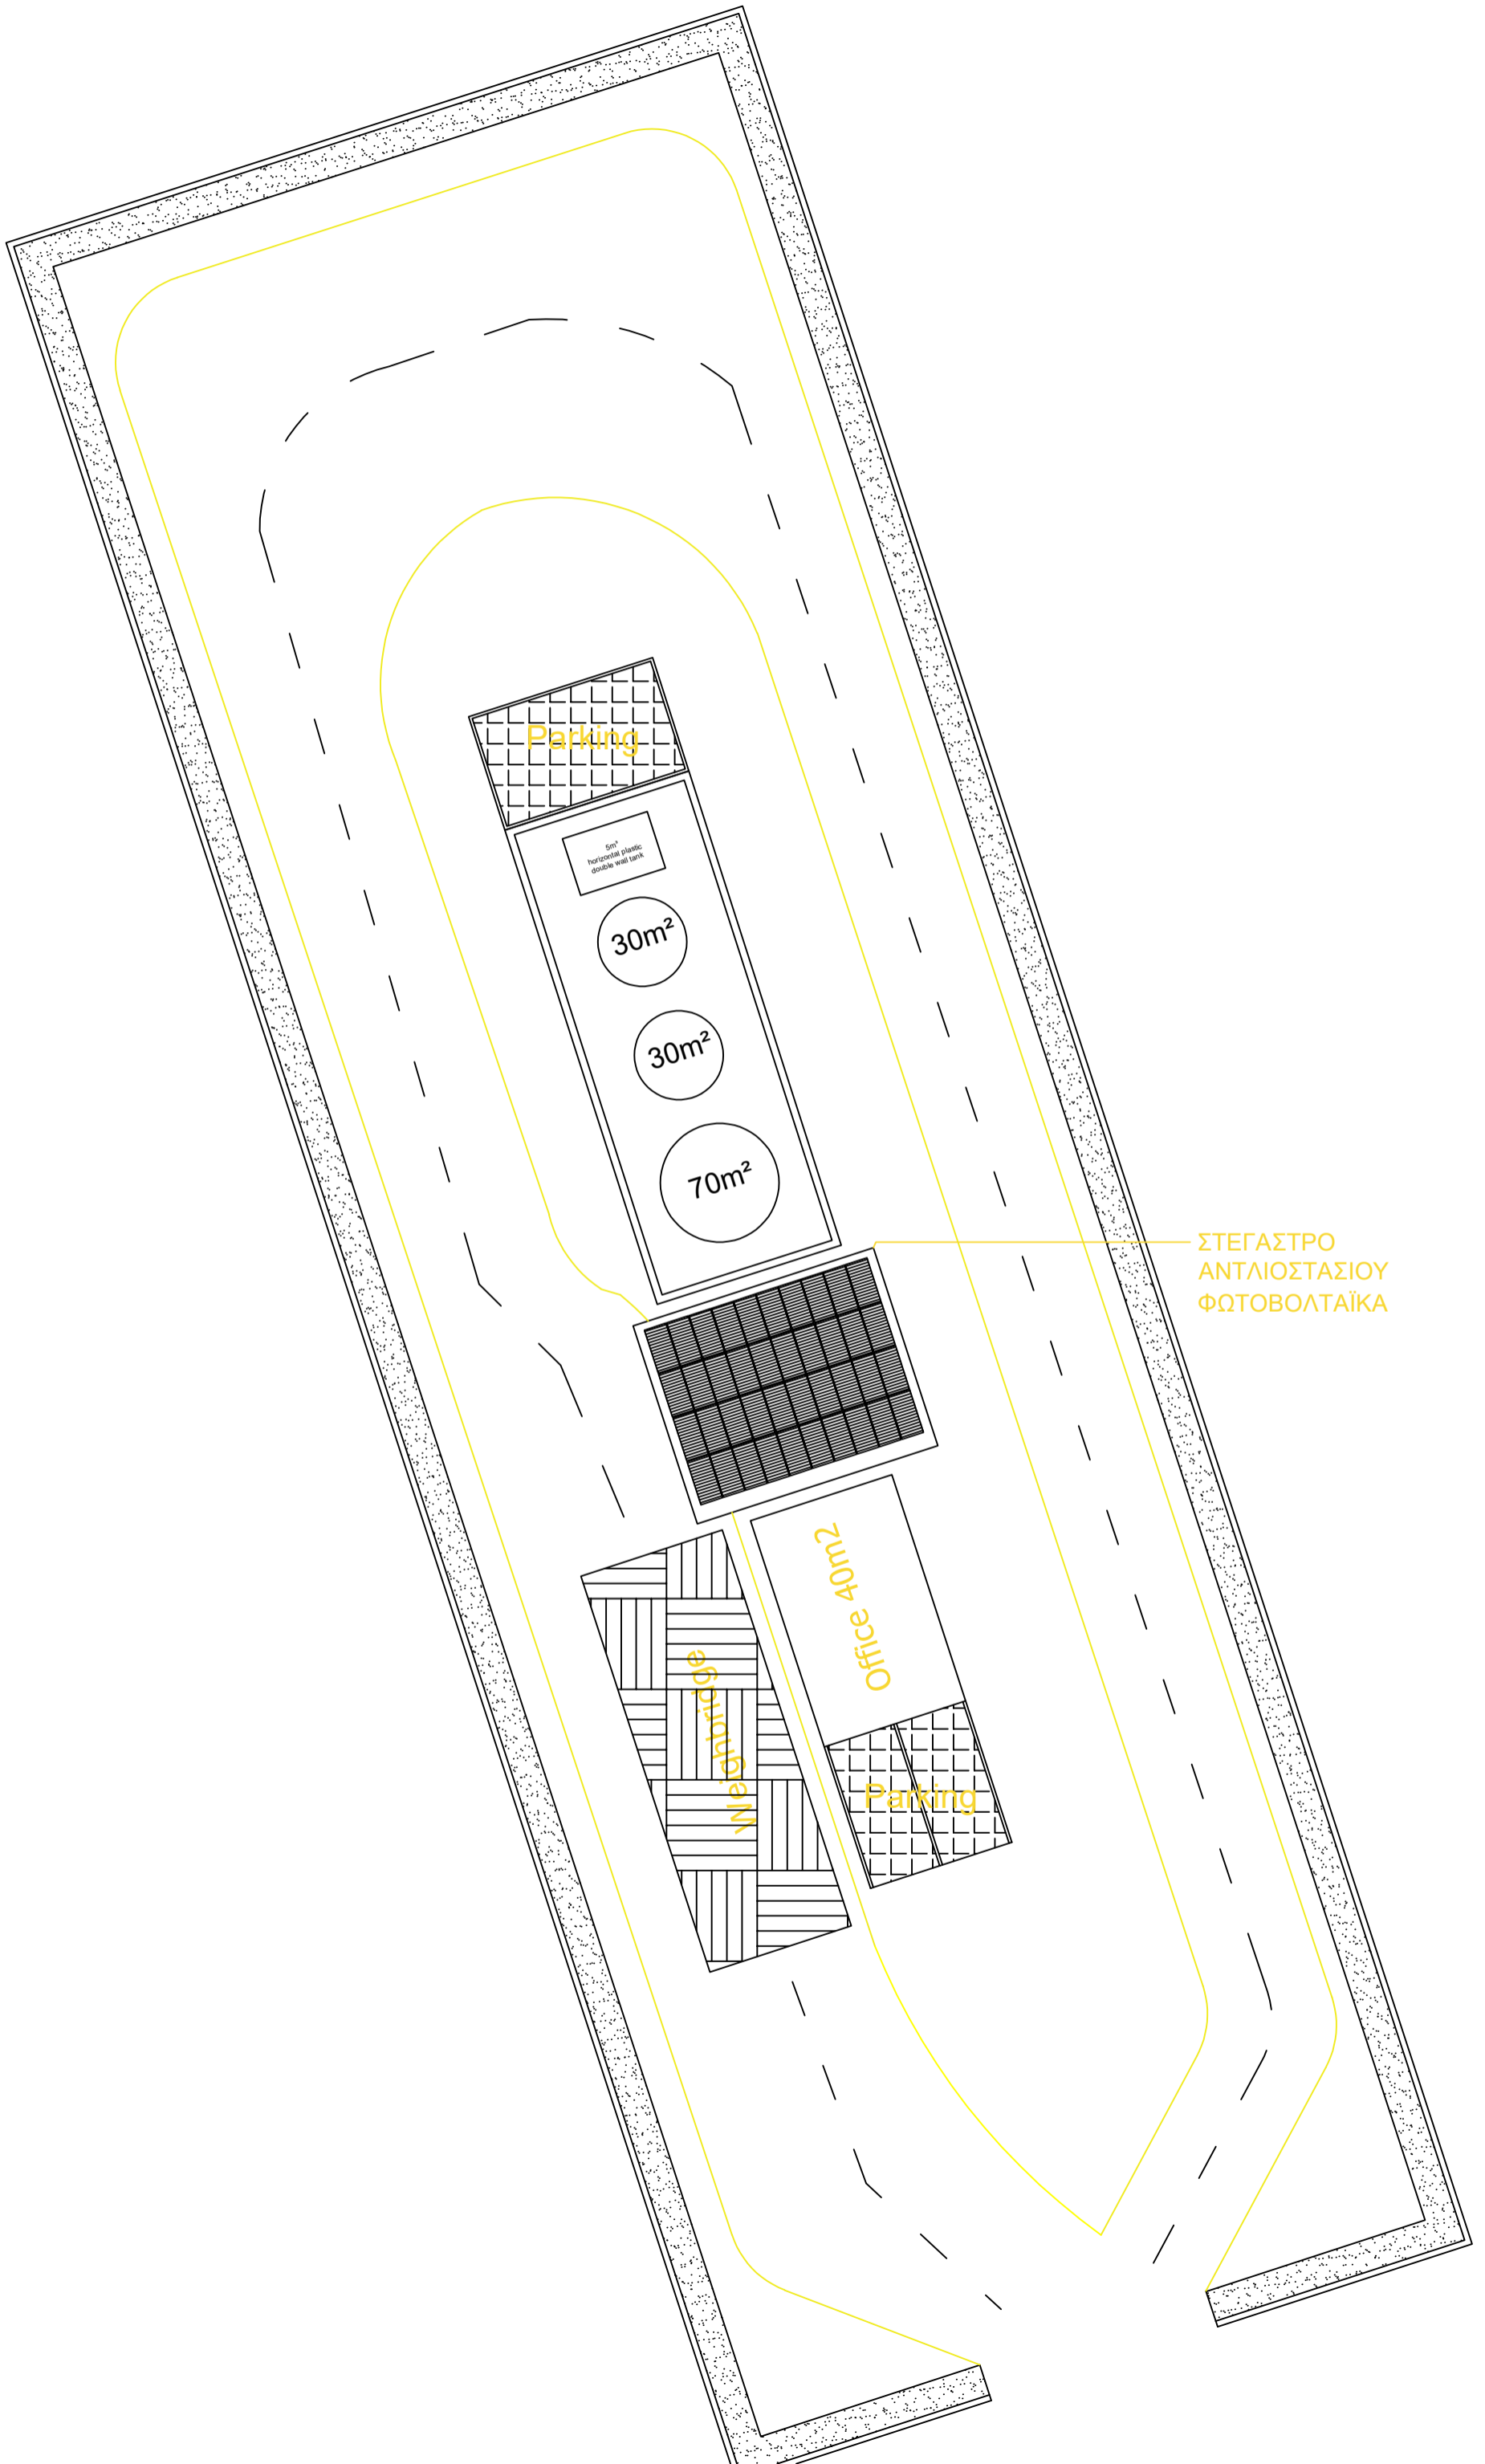 Parking
5m³
horizontal plastic
double wall tank
30m²
30m²
70m²
ΣΤΕΓΑΣΤΡΟ
ΑΝΤΛΙΟΣΤΑΣΙΟΥ
ΦΩΤΟΒΟΛΤΑΪΚΑ
Office 40m2
Weighbridge
Parking